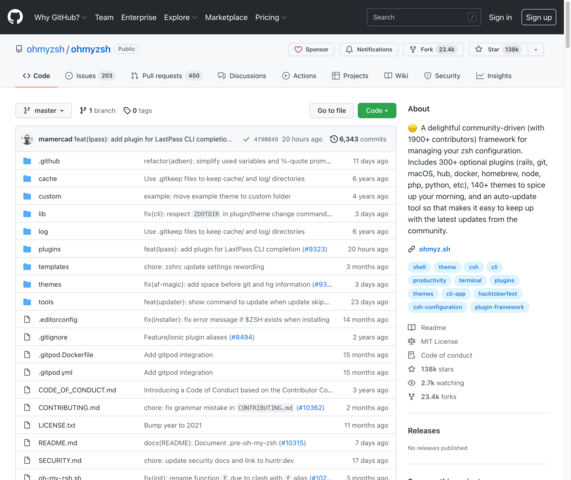 Why GitHub? Team Enterprise Explore Marketplace Pricing Search / Sign in Sign up
ohmyzsh / ohmyzsh Public Sponsor Notifications Fork 23.4k Star 138k
Code Issues 203 Pull requests 450 Discussions Actions Projects Wiki Security Insights
master 1 branch 0 tags Go to file Code
mamercad feat(lpass): add plugin for LastPass CLI completio... 20 hours ago 6,343 commits
.github refactor(adben): simplify used variables and %-quote prom... 11 days ago
cache Use .gitkeep files to keep cache/ and log/ directories 6 years ago
custom example: move example theme to custom folder 4 years ago
lib fix(cli): respect ZDOTDIR in plugin/theme change command... 3 days ago
log Use .gitkeep files to keep cache/ and log/ directories 6 years ago
plugins feat(lpass): add plugin for LastPass CLI completion (#9323) 20 hours ago
templates chore: zshrc update settings rewording 3 months ago
themes fix(af-magic): add space before git and hg information (#93... 3 days ago
tools feat(updater): show command to update when update skip... 23 days ago
.editorconfig fix(installer): fix error message if $ZSH exists when installing 14 months ago
.gitignore Feature/ionic plugin aliases (#8494) 2 years ago
.gitpod.Dockerfile Add gitpod integration 15 months ago
.gitpod.yml Add gitpod integration 15 months ago
CODE_OF_CONDUCT.md Introducing a Code of Conduct based on the Contributor Co... 3 years ago
CONTRIBUTING.md chore: fix grammar mistake in CONTRIBUTING.md (#10362) 2 months ago
LICENSE.txt Bump year to 2021 11 months ago
README.md docs(README): Document .pre-oh-my-zsh (#10315) 7 days ago
SECURITY.md chore: update security docs and link to huntr.dev 17 days ago
oh-my-zsh.sh fix(init): rename function f due to clash with f alias (#102... 3 months ago
About
🙃 A delightful community-driven (with
1900+ contributors) framework for
managing your zsh configuration.
Includes 300+ optional plugins (rails, git,
macOS, hub, docker, homebrew, node,
php, python, etc), 140+ themes to spice
up your morning, and an auto-update
tool so that makes it easy to keep up
with the latest updates from the
community.
ohmyz.sh
shell theme zsh cli
productivity terminal plugins
themes cli-app hacktoberfest
zsh-configuration plugin-framework
Readme
MIT License
Code of conduct
138k stars
2.7k watching
23.4k forks
Releases
No releases published